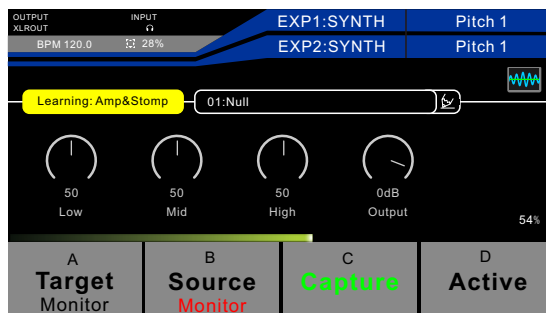 OUTPUT INPUT
XLROUT
BPM 120.0 28%
EXP1:SYNTH Pitch 1
EXP2:SYNTH Pitch 1
Learning: Amp&Stomp 01:Null
50 50 50 0dB
Low Mid High Output
54%
A B C D
Target Source Capture Active
Monitor Monitor